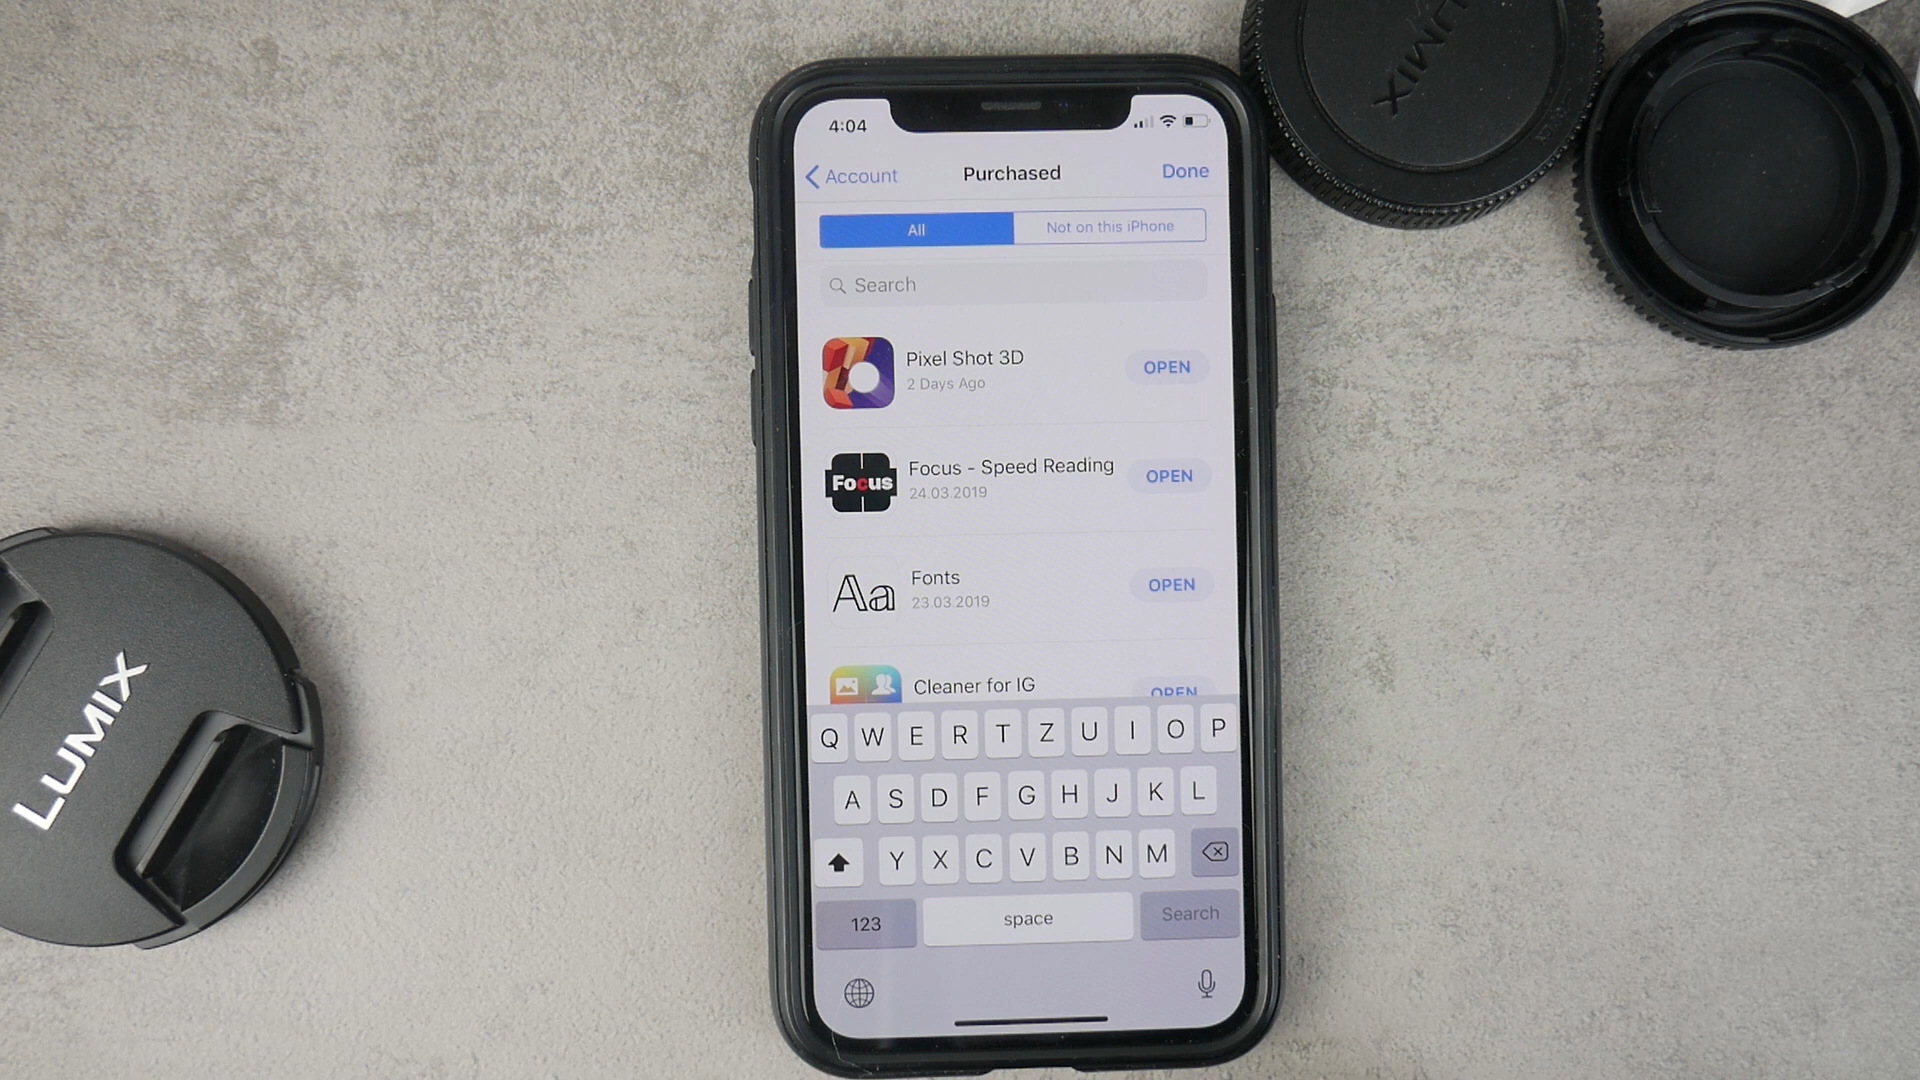 LUMIX
4:04
Account
Purchased
Done
All
Not on this iPhone
Search
Pixel Shot 3D
2 Days Ago
OPEN
Focus
Focus - Speed Reading
24.03.2019
OPEN
Aa
Fonts
23.03.2019
OPEN
Cleaner for IG
OPEN
Q W E R T Z U I O P
A S D F G H J K L
Y X C V B N M
123
space
Search
LUMIX